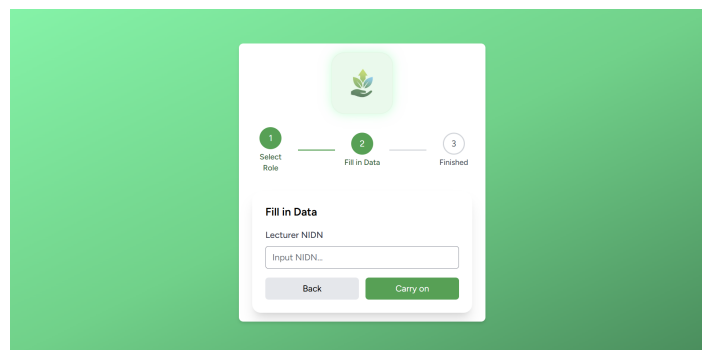 1
Select
Role
2
Fill in Data
3
Finished
Fill in Data
Lecturer NIDN
Input NIDN...
Back
Carry on